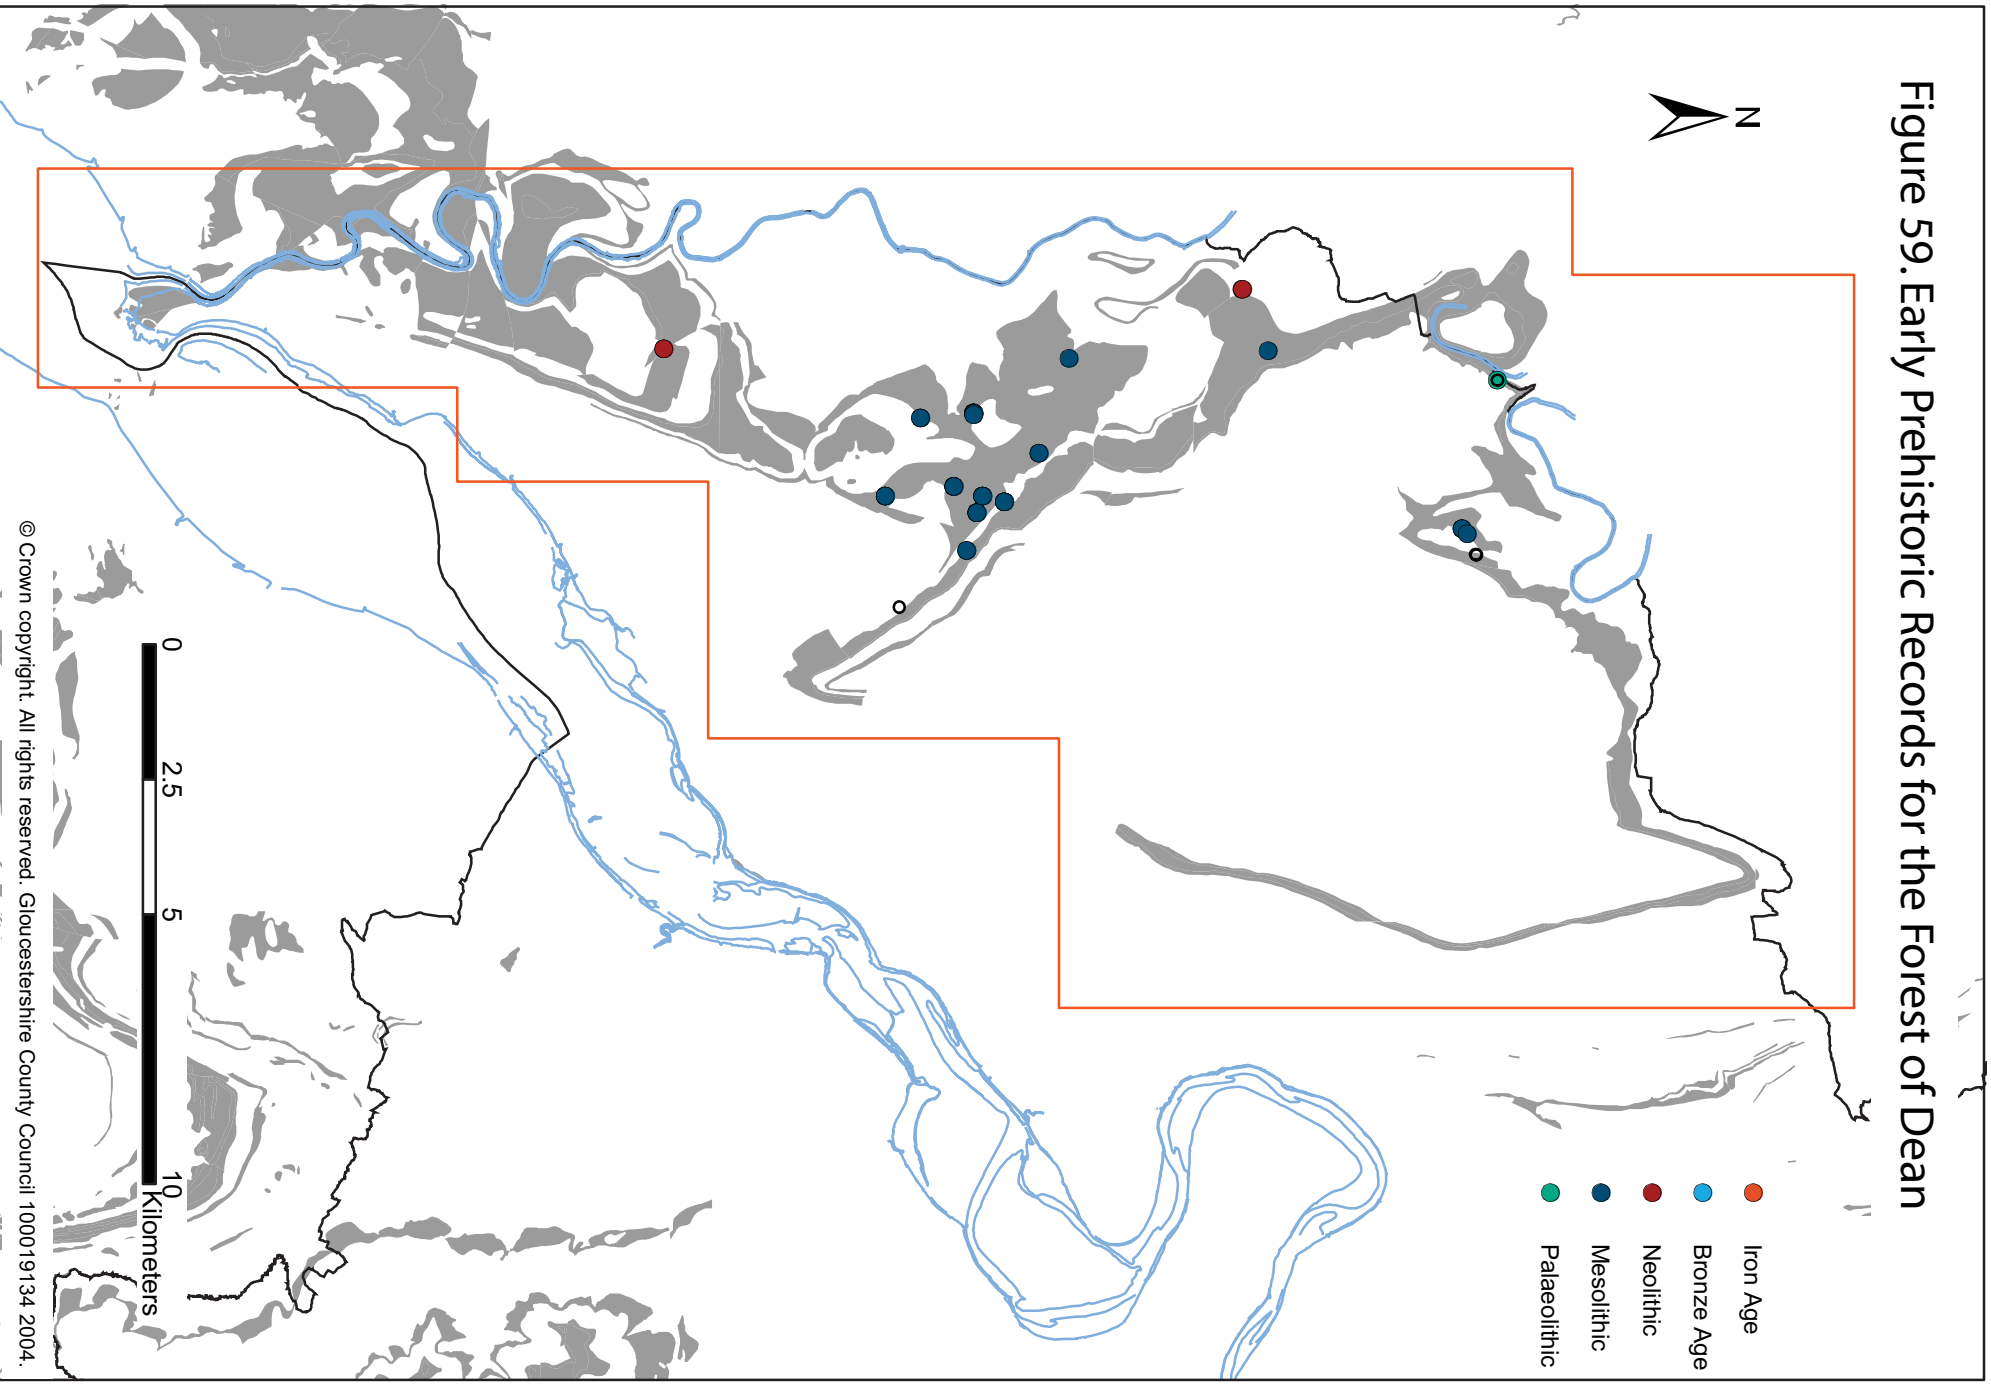 Figure 59. Early Prehistoric Records for the Forest of Dean
N
Iron Age
Bronze Age
Neolithic
Mesolithic
Palaeolithic
0 2.5 5 10
Kilometers
© Crown copyright. All rights reserved. Gloucestershire County Council 100019134 2004.